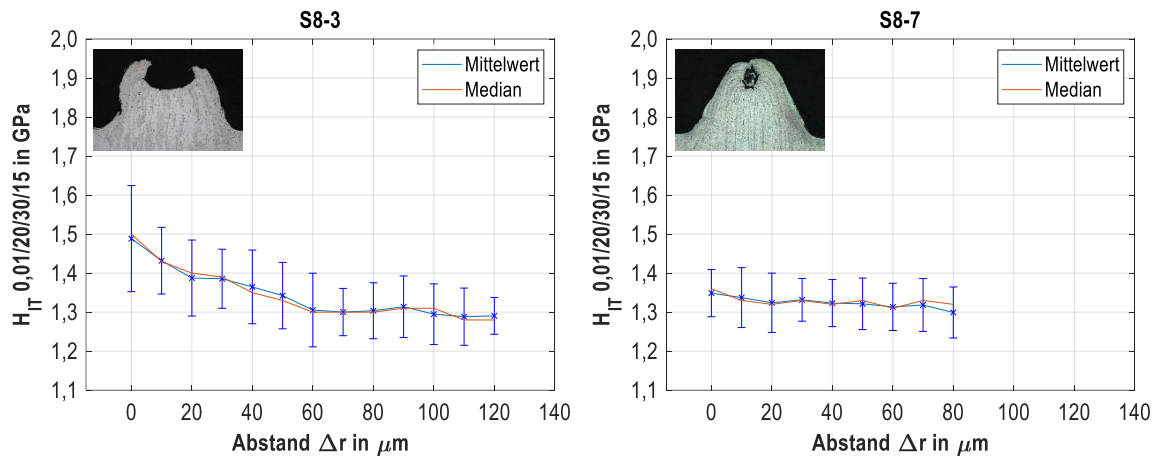 S8-3
2,0
1,9
1,8
1,7
1,6
1,5
1,4
1,3
1,2
1,1
H_IT 0,01/20/30/15 in GPa
Mittelwert
Median
0 20 40 60 80 100 120 140
Abstand Δr in μm
S8-7
2,0
1,9
1,8
1,7
1,6
1,5
1,4
1,3
1,2
1,1
H_IT 0,01/20/30/15 in GPa
Mittelwert
Median
0 20 40 60 80 100 120 140
Abstand Δr in μm